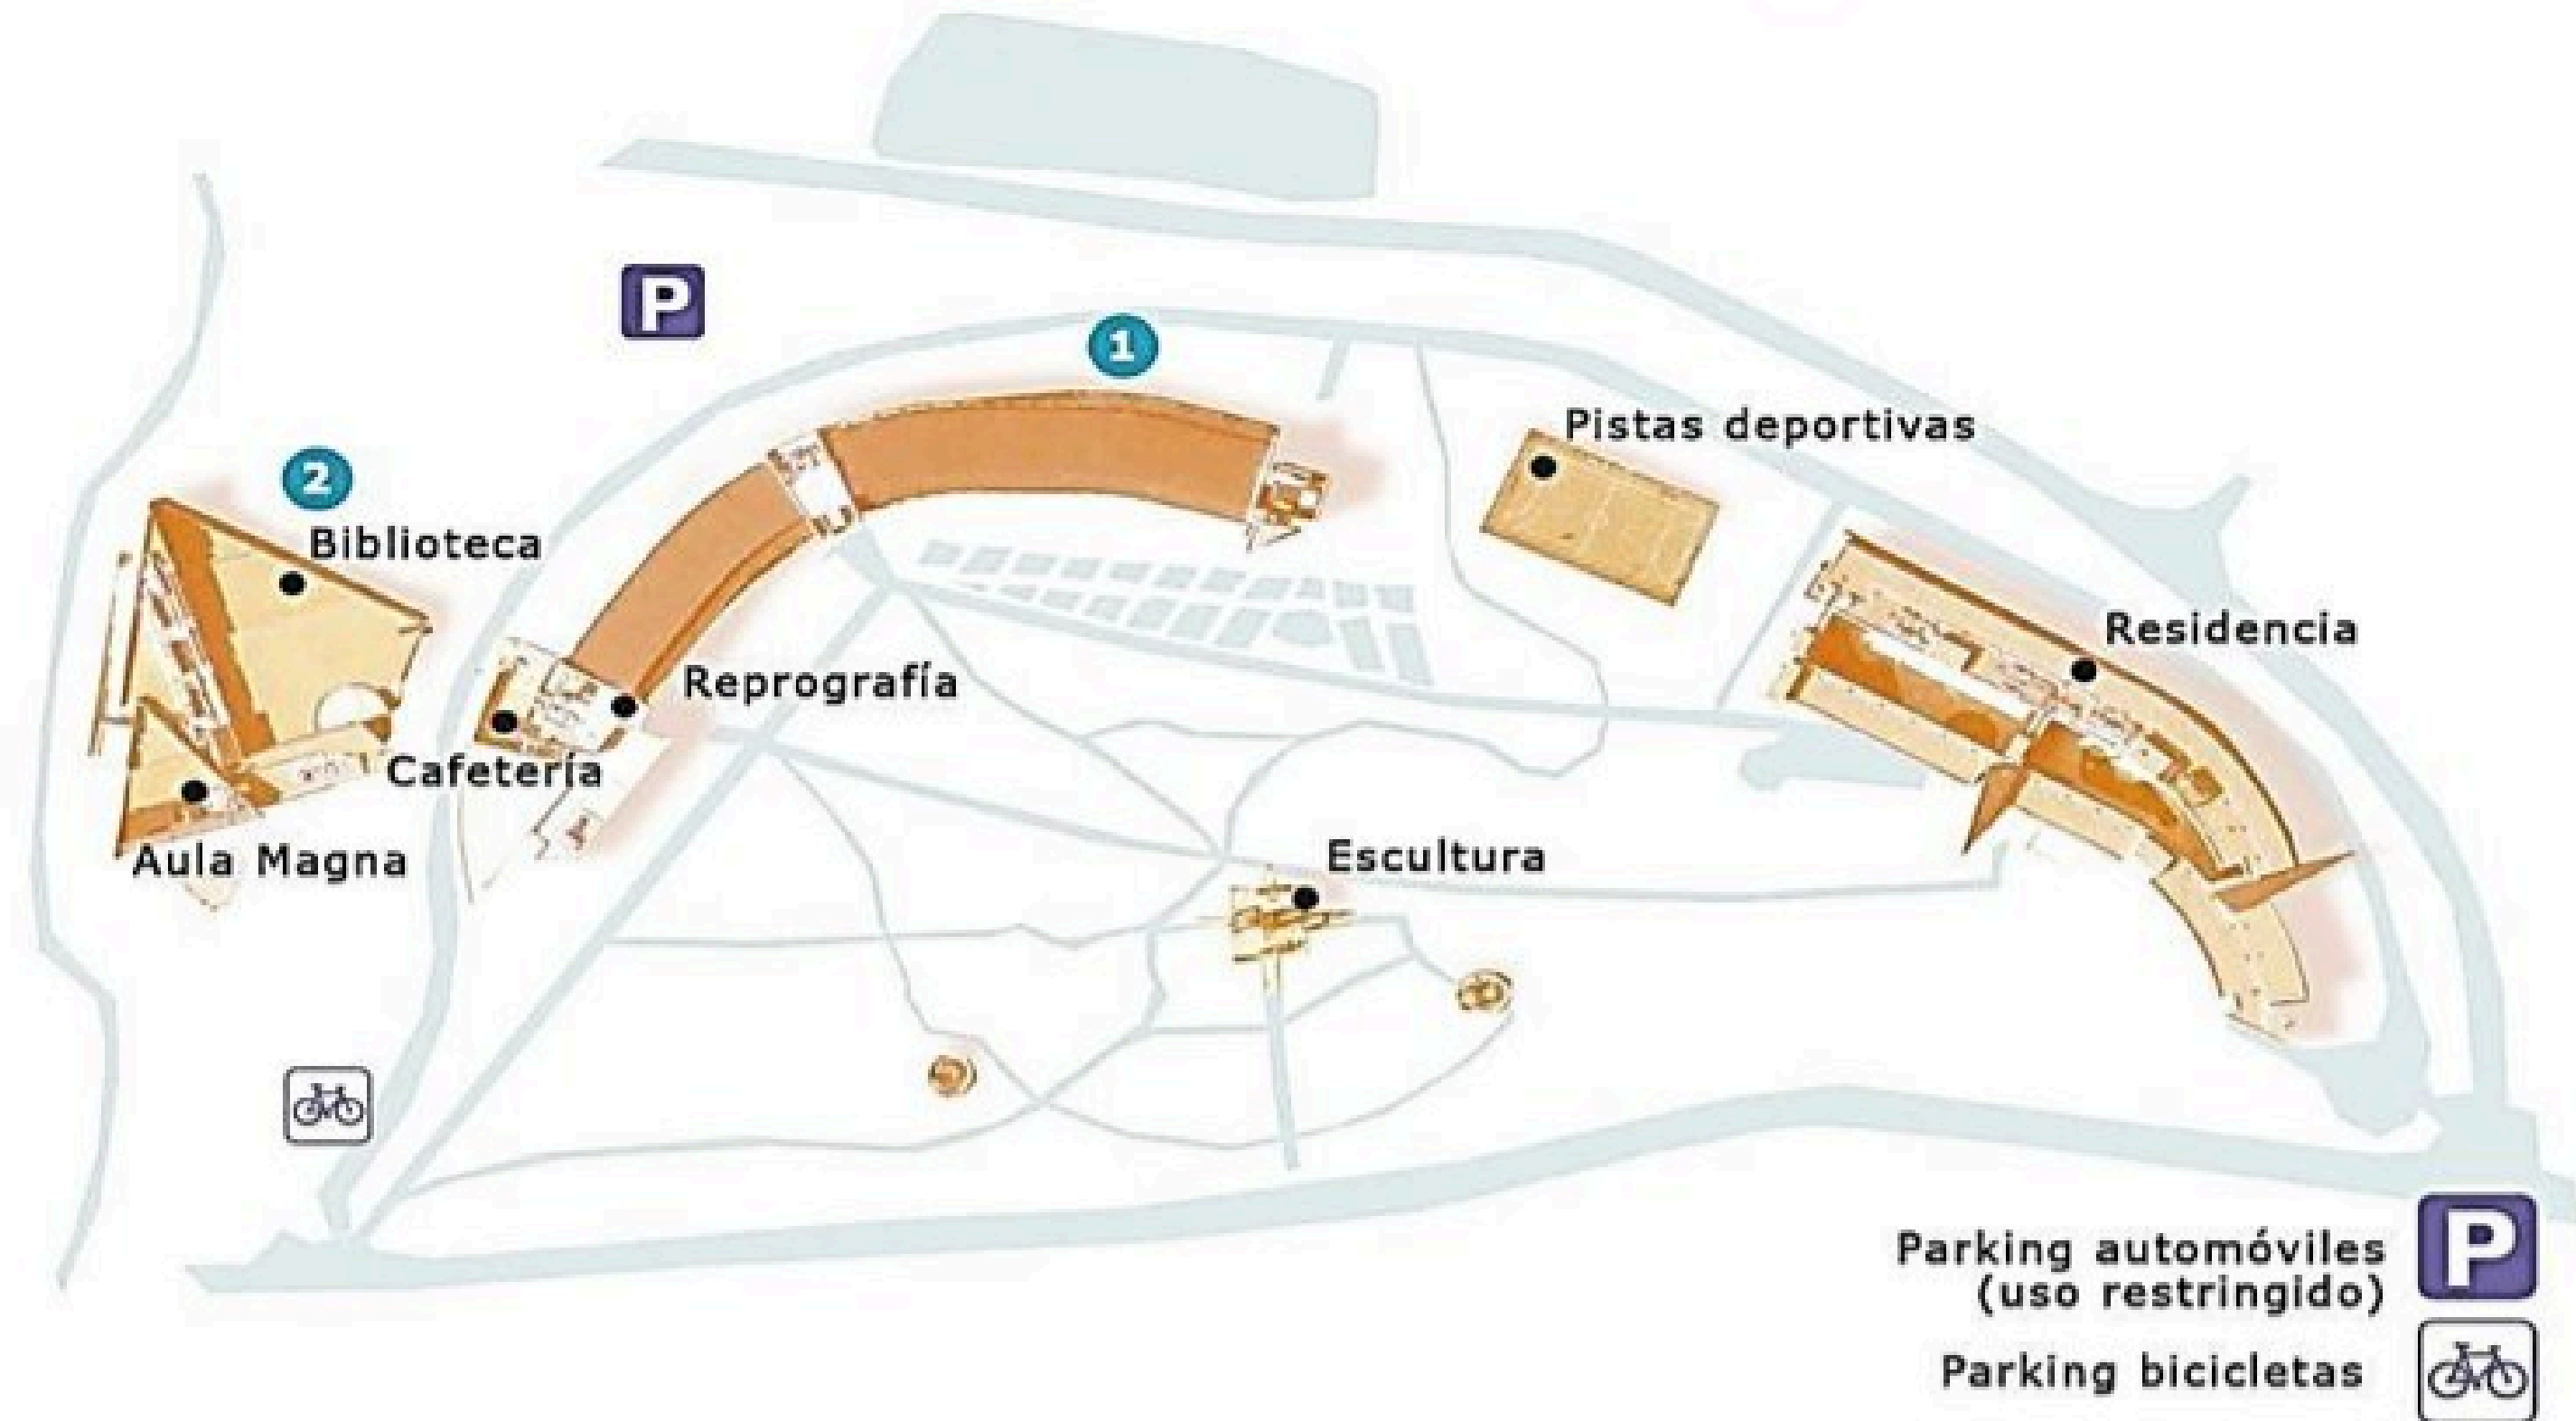 P
1
Pistas deportivas
2
Biblioteca
Residencia
Reprografía
Cafetería
Aula Magna
Escultura
Parking automóviles
(uso restringido)
P
Parking bicicletas